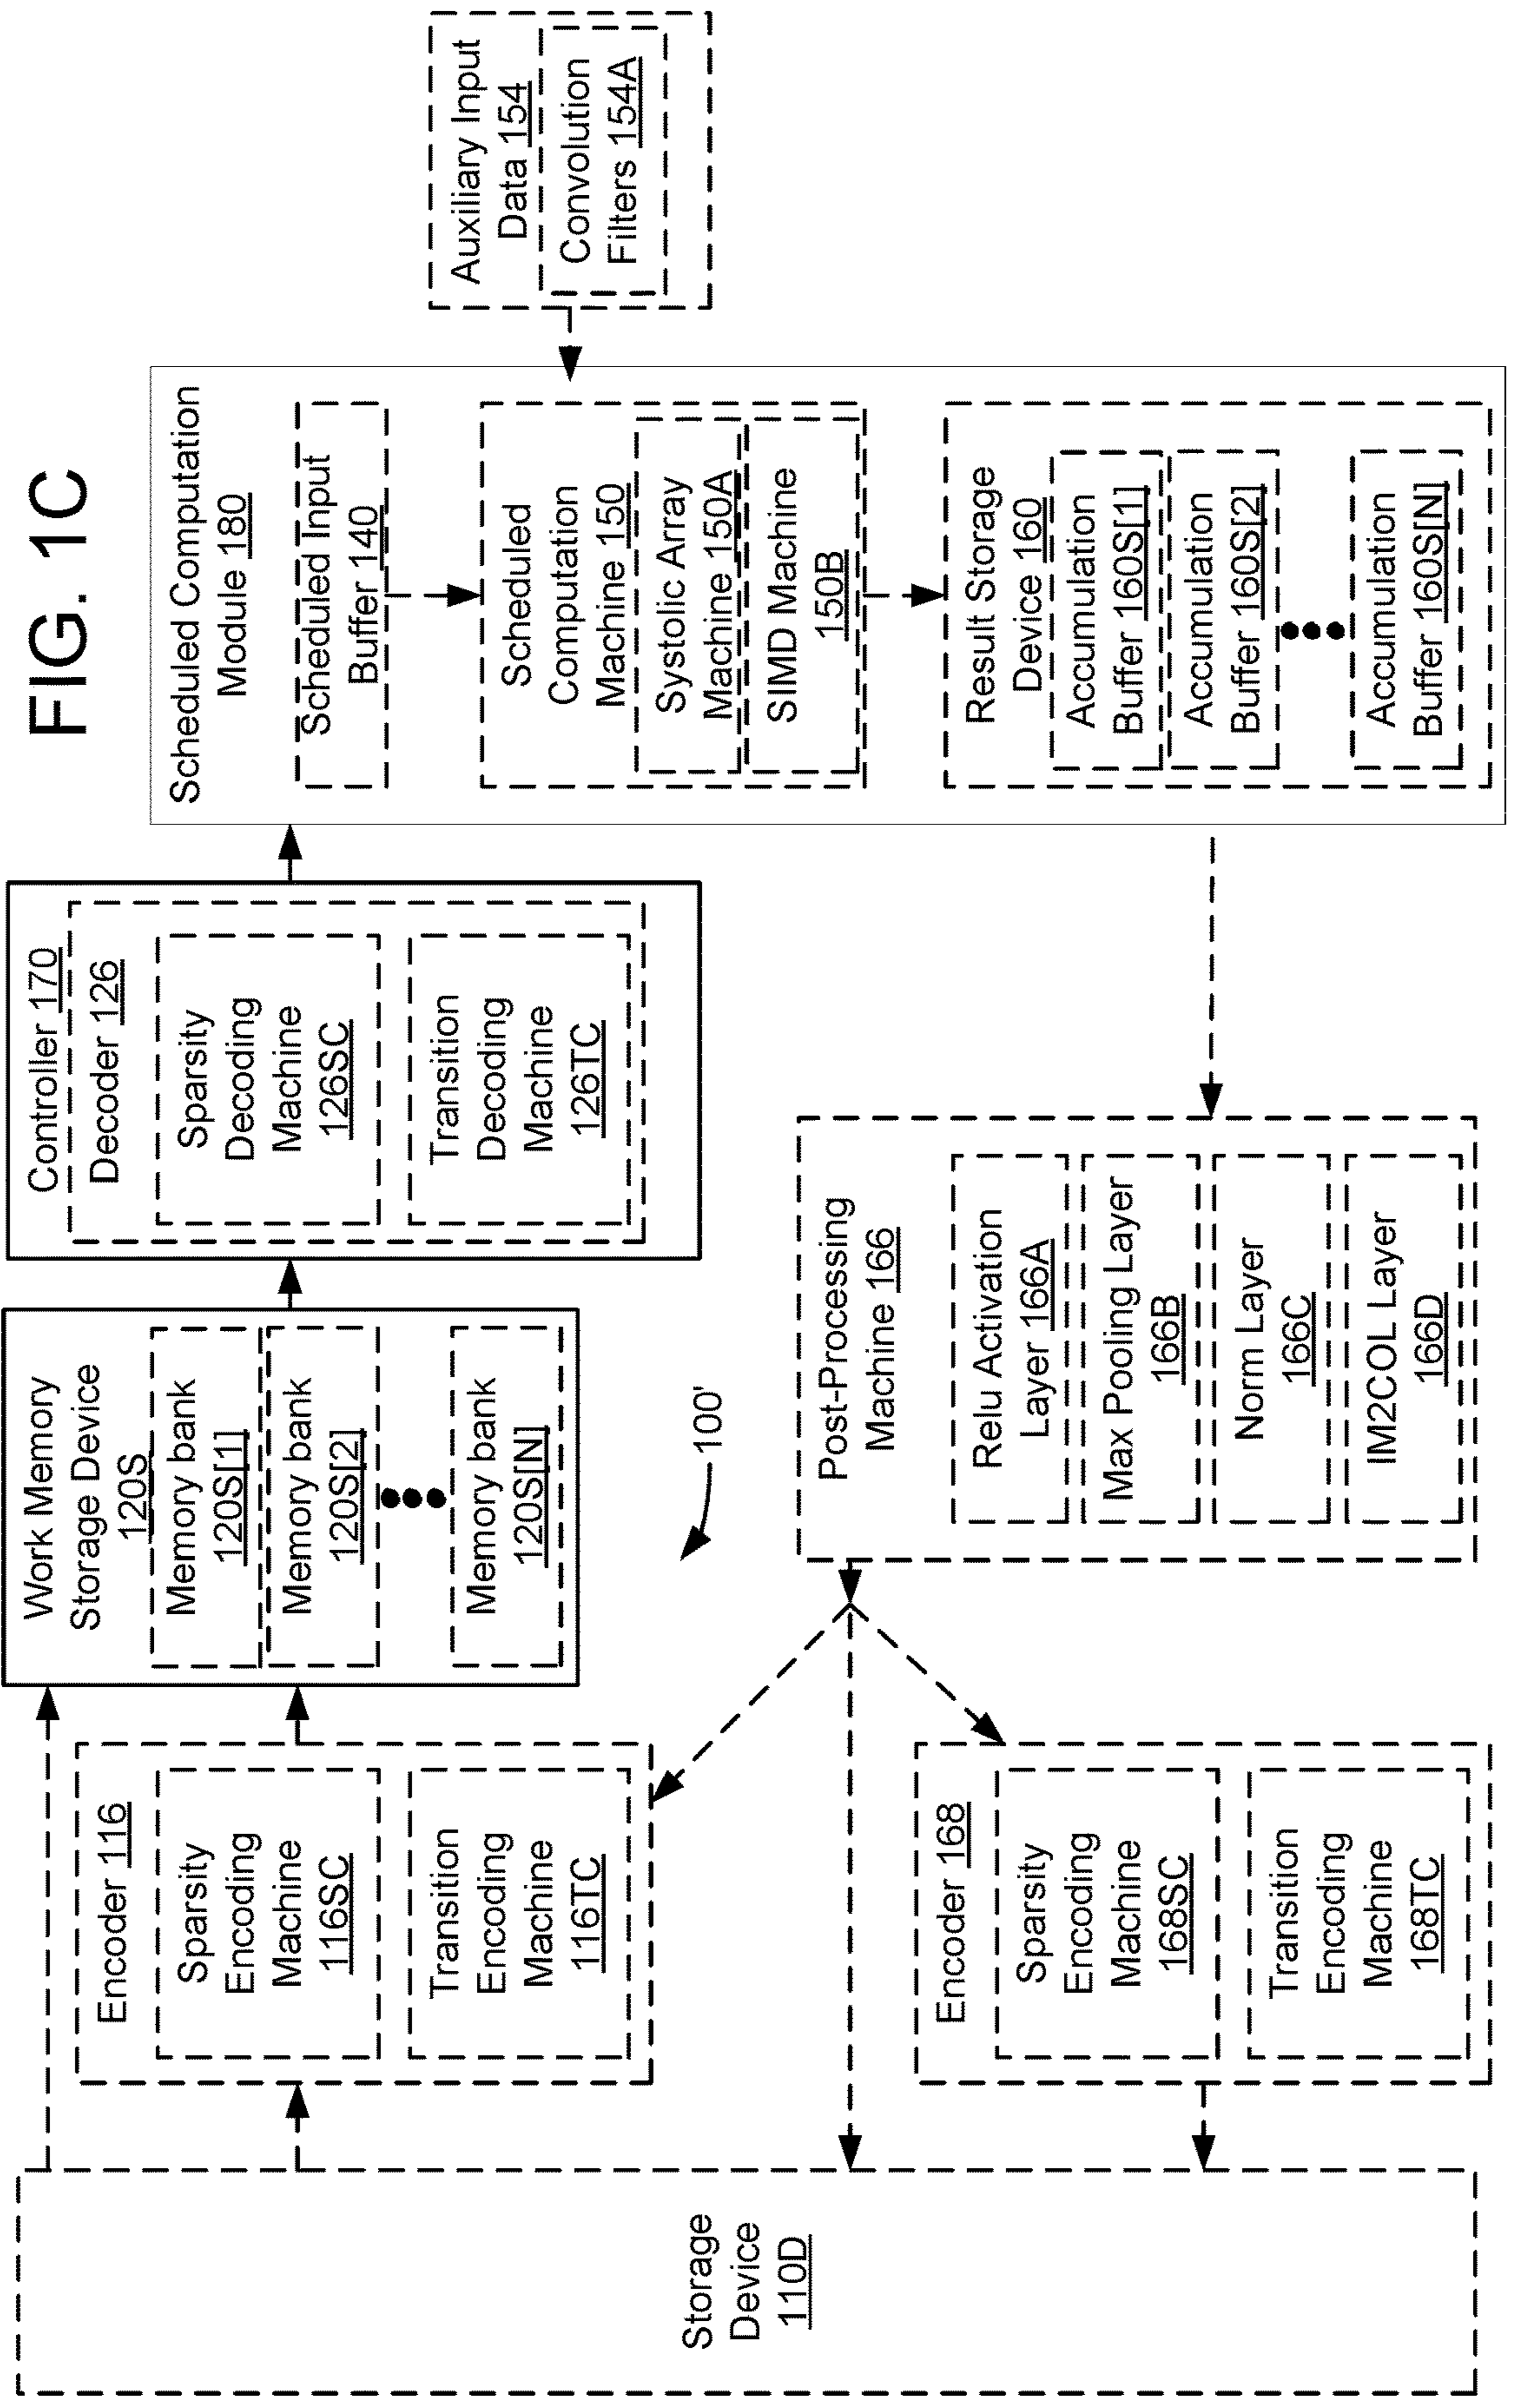 FIG. 1C
Storage
Device
110D
Encoder 116
Sparsity
Encoding
Machine
116SC
Transition
Encoding
Machine
116TC
Work Memory
Storage Device
120S
Memory bank
120S[1]
Memory bank
120S[2]
Memory bank
120S[N]
Controller 170
Decoder 126
Sparsity
Decoding
Machine
126SC
Transition
Decoding
Machine
126TC
Scheduled Computation
Module 180
Scheduled Input
Buffer 140
Scheduled
Computation
Machine 150
Systolic Array
Machine 150A
SIMD Machine
150B
Result Storage
Device 160
Accumulation
Buffer 160S[1]
Accumulation
Buffer 160S[2]
Accumulation
Buffer 160S[N]
Auxiliary Input
Data 154
Convolution
Filters 154A
100'
Post-Processing
Machine 166
Relu Activation
Layer 166A
Max Pooling Layer
166B
Norm Layer
166C
IM2COL Layer
166D
Encoder 168
Sparsity
Encoding
Machine
168SC
Transition
Encoding
Machine
168TC